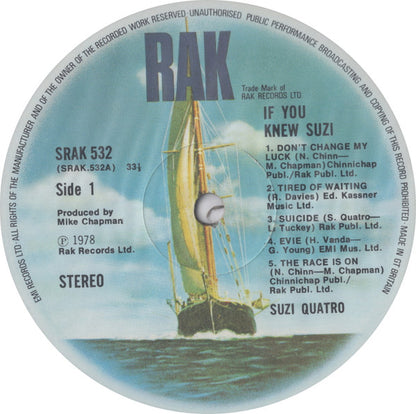 EMI RECORDS LTD·ALL RIGHTS OF THE MANUFACTURER AND OF THE OWNER OF THE RECORDED WORK RESERVED·UNAUTHORISED PUBLIC PERFORMANCE BROADCASTING AND COPYING OF THIS RECORD PROHIBITED·MADE IN GT BRITAIN
RAK
Trade Mark of
RAK RECORDS LTD.
IF YOU
KNEW SUZI
SRAK 532
(SRAK.532A) 33⅓
Side 1
Produced by
Mike Chapman
Ⓟ 1978
Rak Records Ltd.
STEREO
1. DON'T CHANGE MY
LUCK (N. Chinn—
M. Chapman) Chinnichap
Publ./Rak Publ. Ltd.
2. TIRED OF WAITING
(R. Davies) Ed. Kassner
Music Ltd.
3. SUICIDE (S. Quatro—
L. Tuckey) Rak Publ. Ltd.
4. EVIE (H. Vanda—
G. Young) EMI Mus. Ltd.
5. THE RACE IS ON
(N. Chinn—M. Chapman)
Chinnichap Publ./
Rak Publ. Ltd.
SUZI QUATRO